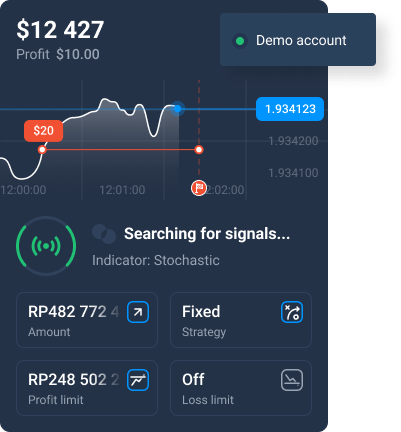 $12 427
Profit $10.00
Demo account
1.934123
$20
1.934200
1.934100
12:00:00
12:01:00
2:02:00
Searching for signals...
Indicator: Stochastic
RP482 772 4
Amount
Fixed
Strategy
RP248 502 2
Profit limit
Off
Loss limit